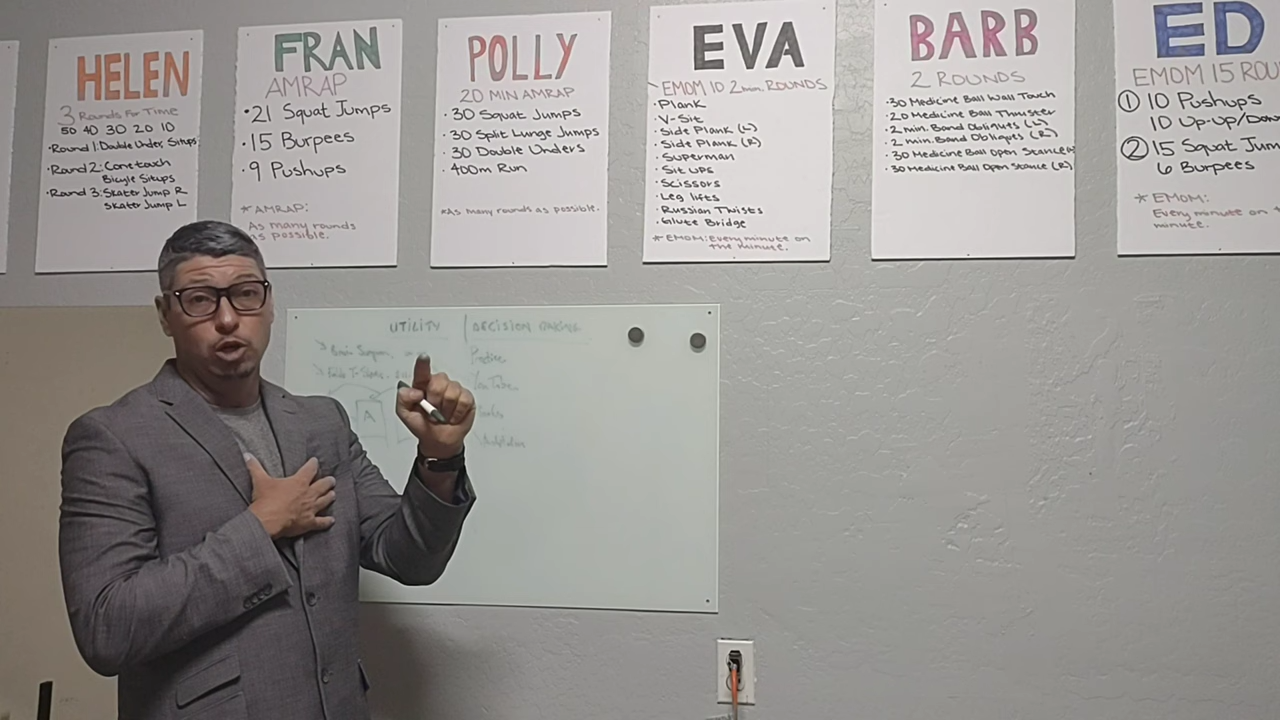 HELEN
3 Rounds For Time
50 40 30 20 10
•Round 1: Double Under, Situps
•Round 2: Conetouch
Bicyle Situps
•Round 3: Skater Jump R
Skater Jump L
FRAN
AMRAP
•21 Squat Jumps
•15 Burpees
•9 Pushups
*AMRAP:
As many rounds
as possible.
POLLY
20 MIN AMRAP
•30 Squat Jumps
•30 Split Lunge Jumps
•30 Double Unders
•400m Run
*As many rounds as possible.
EVA
EMOM 10 2min. ROUNDS
•Plank
•V-Sit
•Side Plank (L)
•Side Plank (R)
•Superman
•Sit ups
•Scissors
•Leg lifts
•Russian Twists
•Glute Bridge
*EMOM: Every minute on
the minute.
BARB
2 ROUNDS
•30 Medicine Ball Wall Touch
•20 Medicine Ball Thruster
•2 min. Band Obliques (L)
•2 min. Band Obliques (R)
•30 Medicine Ball Open Stance
•30 Medicine Ball Open Stance (R)
ED
EMOM 15
① 10 Pushups
10 Up-Up/
② 15 Squat
6 Burpees
*EMOM:
Every minute on
minute.
UTILITY | DECISION MAKING
YouTube
A